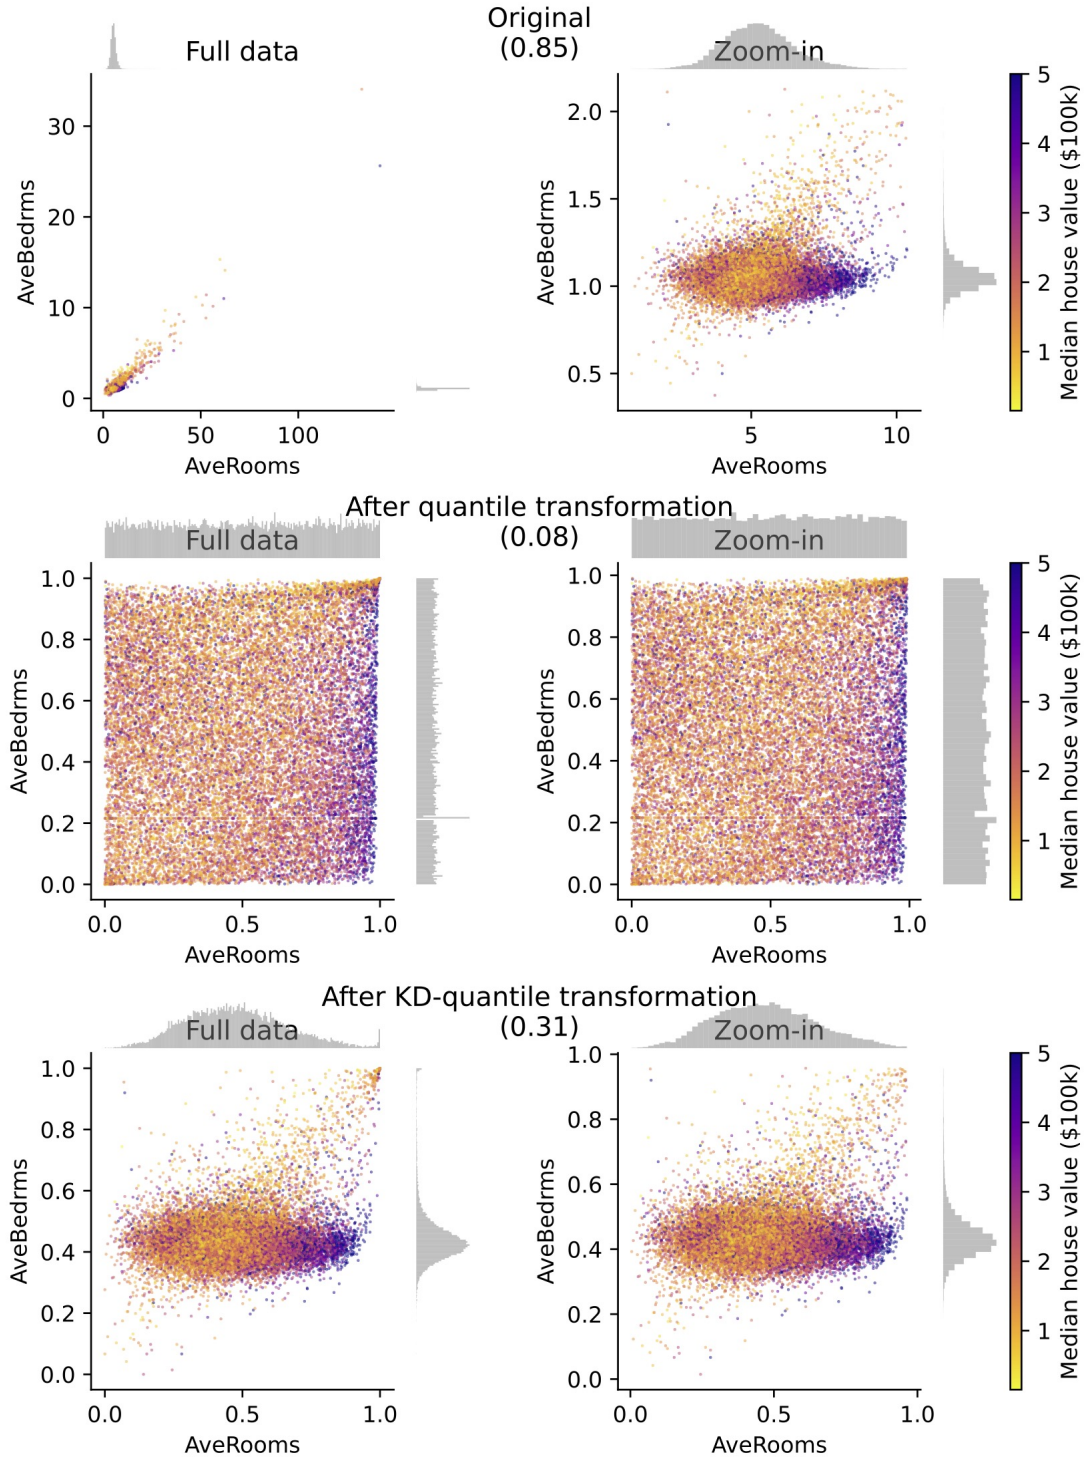 Original
(0.85)
Full data
Zoom-in
AveBedrms
30
20
10
0
0 50 100
AveRooms
AveBedrms
2.0
1.5
1.0
0.5
5 10
AveRooms
5
4
3
2
1
Median house value ($100k)
After quantile transformation
(0.08)
Full data
Zoom-in
AveBedrms
1.0
0.8
0.6
0.4
0.2
0.0
0.0 0.5 1.0
AveRooms
AveBedrms
1.0
0.8
0.6
0.4
0.2
0.0
0.0 0.5 1.0
AveRooms
5
4
3
2
1
Median house value ($100k)
After KD-quantile transformation
(0.31)
Full data
Zoom-in
AveBedrms
1.0
0.8
0.6
0.4
0.2
0.0
0.0 0.5 1.0
AveRooms
AveBedrms
1.0
0.8
0.6
0.4
0.2
0.0
0.0 0.5 1.0
AveRooms
5
4
3
2
1
Median house value ($100k)